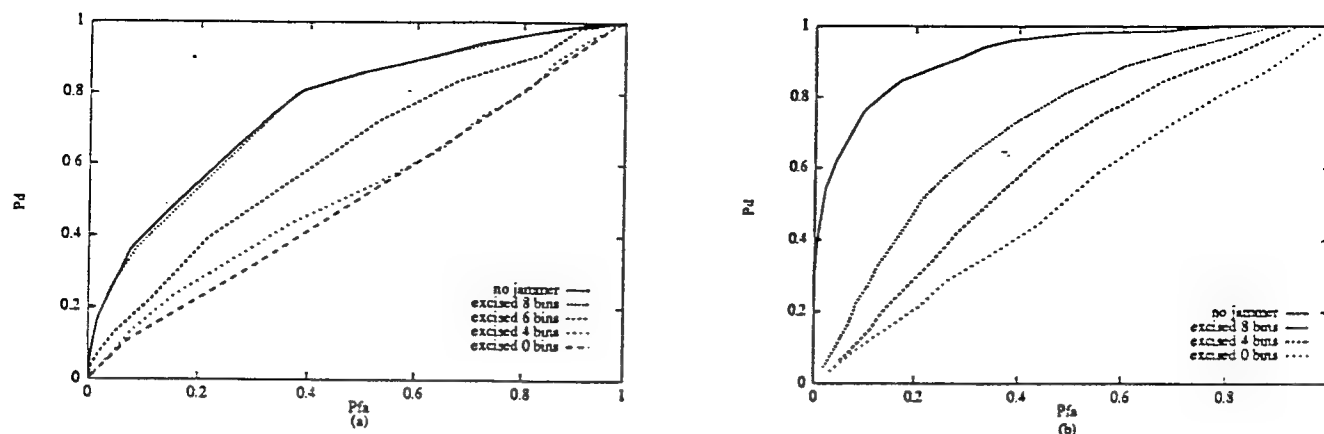 1
0.8
0.6
0.4
0.2
0
Pd
no jammer
excised 8 bins
excised 6 bins
excised 4 bins
excised 0 bins
0 0.2 0.4 0.6 0.8 1
Pfa
(a)
1
0.8
0.6
0.4
0.2
0
Pd
no jammer
excised 8 bins
excised 4 bins
excised 0 bins
0 0.2 0.4 0.6 0.8
Pfa
(b)